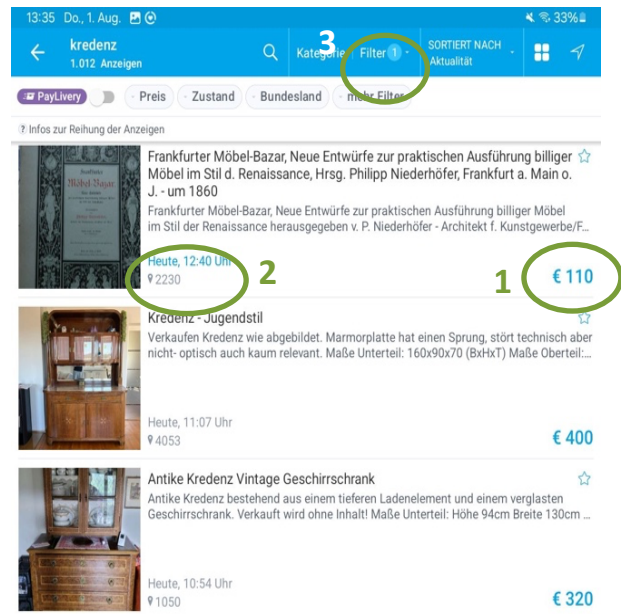 13:35 Do., 1. Aug. 33%
3
kredenz
1.012 Anzeigen
Kategorie Filter 1
SORTIERT NACH
Aktualität
PayLivery Preis Zustand Bundesland mehr Filter
? Infos zur Reihung der Anzeigen
Frankfurter Möbel-Bazar, Neue Entwürfe zur praktischen Ausführung billiger
Möbel im Stil d. Renaissance, Hrsg. Philipp Niederhöfer, Frankfurt a. Main o.
J. - um 1860
Frankfurter Möbel-Bazar, Neue Entwürfe zur praktischen Ausführung billiger Möbel
im Stil der Renaissance herausgegeben v. P. Niederhöfer - Architekt f. Kunstgewerbe/F...
Heute, 12:40 Uhr
2230
2
1
€ 110
Frankfurter
Möbel-Bazar
Kredenz - Jugendstil
Verkaufen Kredenz wie abgebildet. Marmorplatte hat einen Sprung, stört technisch aber
nicht- optisch auch kaum relevant. Maße Unterteil: 160x90x70 (BxHxT) Maße Oberteil:...
Heute, 11:07 Uhr
4053
€ 400
Antike Kredenz Vintage Geschirrschrank
Antike Kredenz bestehend aus einem tieferen Ladenelement und einem verglasten
Geschirrschrank. Verkauft wird ohne Inhalt! Maße Unterteil: Höhe 94cm Breite 130cm ...
Heute, 10:54 Uhr
1050
€ 320